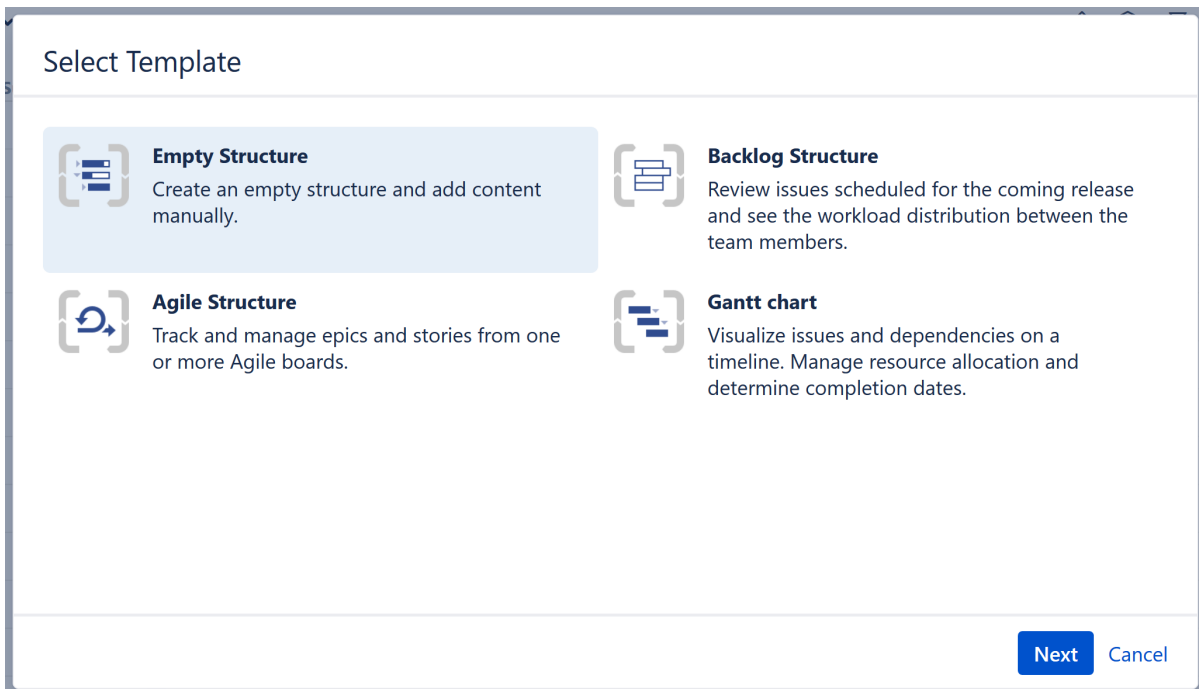 Select Template
Empty Structure
Create an empty structure and add content
manually.
Backlog Structure
Review issues scheduled for the coming release
and see the workload distribution between the
team members.
Agile Structure
Track and manage epics and stories from one
or more Agile boards.
Gantt chart
Visualize issues and dependencies on a
timeline. Manage resource allocation and
determine completion dates.
Next
Cancel